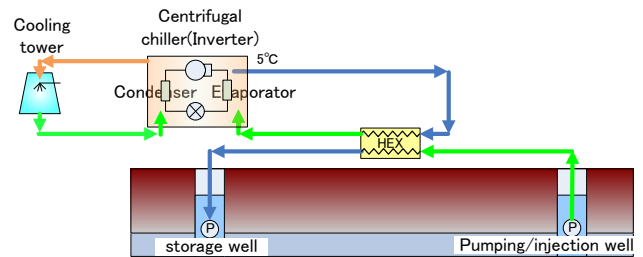 Cooling
tower
Centrifugal
chiller(Inverter)
5℃
Condenser
Evaporator
HEX
P
storage well
P
Pumping/injection well